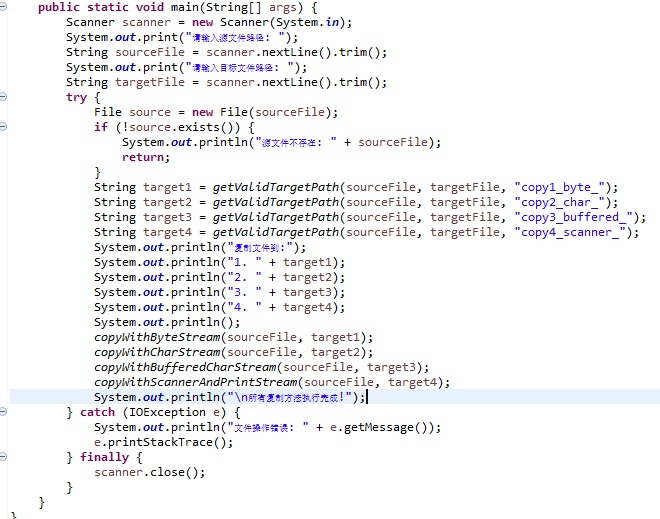 public static void main(String[] args) {
Scanner scanner = new Scanner(System.in);
System.out.print("请输入源文件路径: ");
String sourceFile = scanner.nextLine().trim();
System.out.print("请输入目标文件路径: ");
String targetFile = scanner.nextLine().trim();
try {
File source = new File(sourceFile);
if (!source.exists()) {
System.out.println("源文件不存在: " + sourceFile);
return;
}
String target1 = getValidTargetPath(sourceFile, targetFile, "copy1_byte_");
String target2 = getValidTargetPath(sourceFile, targetFile, "copy2_char_");
String target3 = getValidTargetPath(sourceFile, targetFile, "copy3_buffered_");
String target4 = getValidTargetPath(sourceFile, targetFile, "copy4_scanner_");
System.out.println("复制文件到:");
System.out.println("1. " + target1);
System.out.println("2. " + target2);
System.out.println("3. " + target3);
System.out.println("4. " + target4);
System.out.println();
copyWithByteStream(sourceFile, target1);
copyWithCharStream(sourceFile, target2);
copyWithBufferedCharStream(sourceFile, target3);
copyWithScannerAndPrintStream(sourceFile, target4);
System.out.println("\n所有复制方法执行完成!");
} catch (IOException e) {
System.out.println("文件操作错误: " + e.getMessage());
e.printStackTrace();
} finally {
scanner.close();
}
}
}